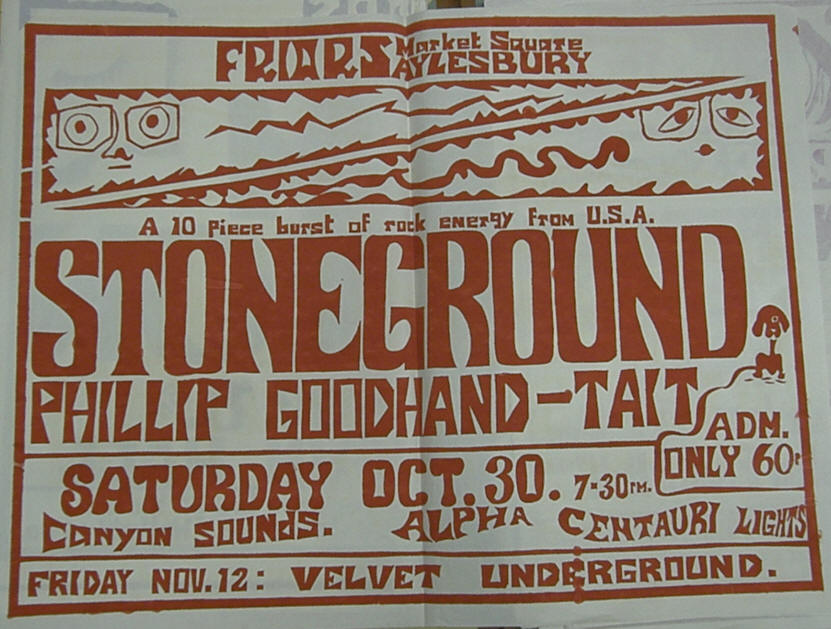 FRIARS Market Square
AYLESBURY
A 10 Piece burst of rock energy from U.S.A.
STONEGROUND
PHILLIP GOODHAND-TAIT
ADM.
ONLY 60P
SATURDAY OCT. 30. 7-30PM.
CANYON SOUNDS. ALPHA CENTAURI LIGHTS
FRIDAY NOV. 12: VELVET UNDERGROUND.